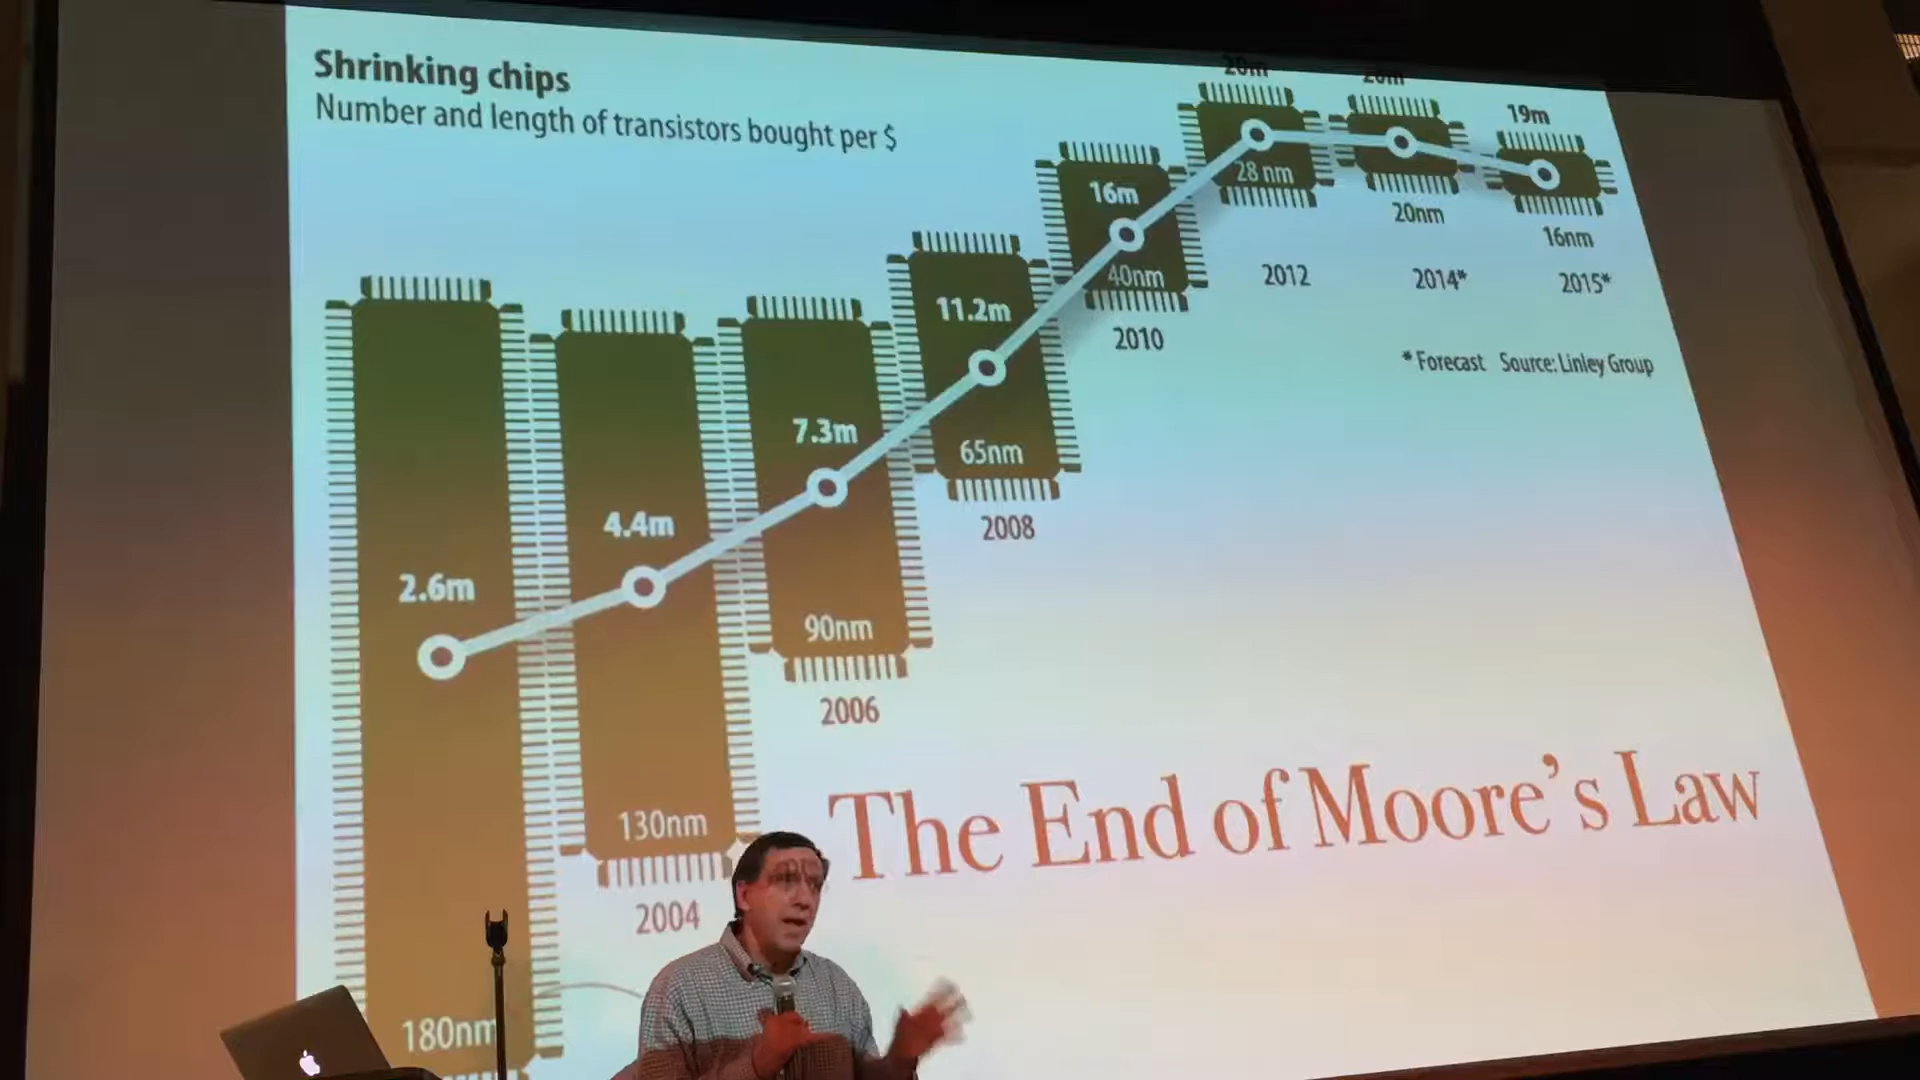 Shrinking chips
Number and length of transistors bought per $
2.6m
180nm
4.4m
130nm
2004
7.3m
90nm
2006
11.2m
65nm
2008
16m
40nm
2010
20m
28 nm
2012
20m
20nm
2014*
19m
16nm
2015*
* Forecast Source: Linley Group
The End of Moore's Law